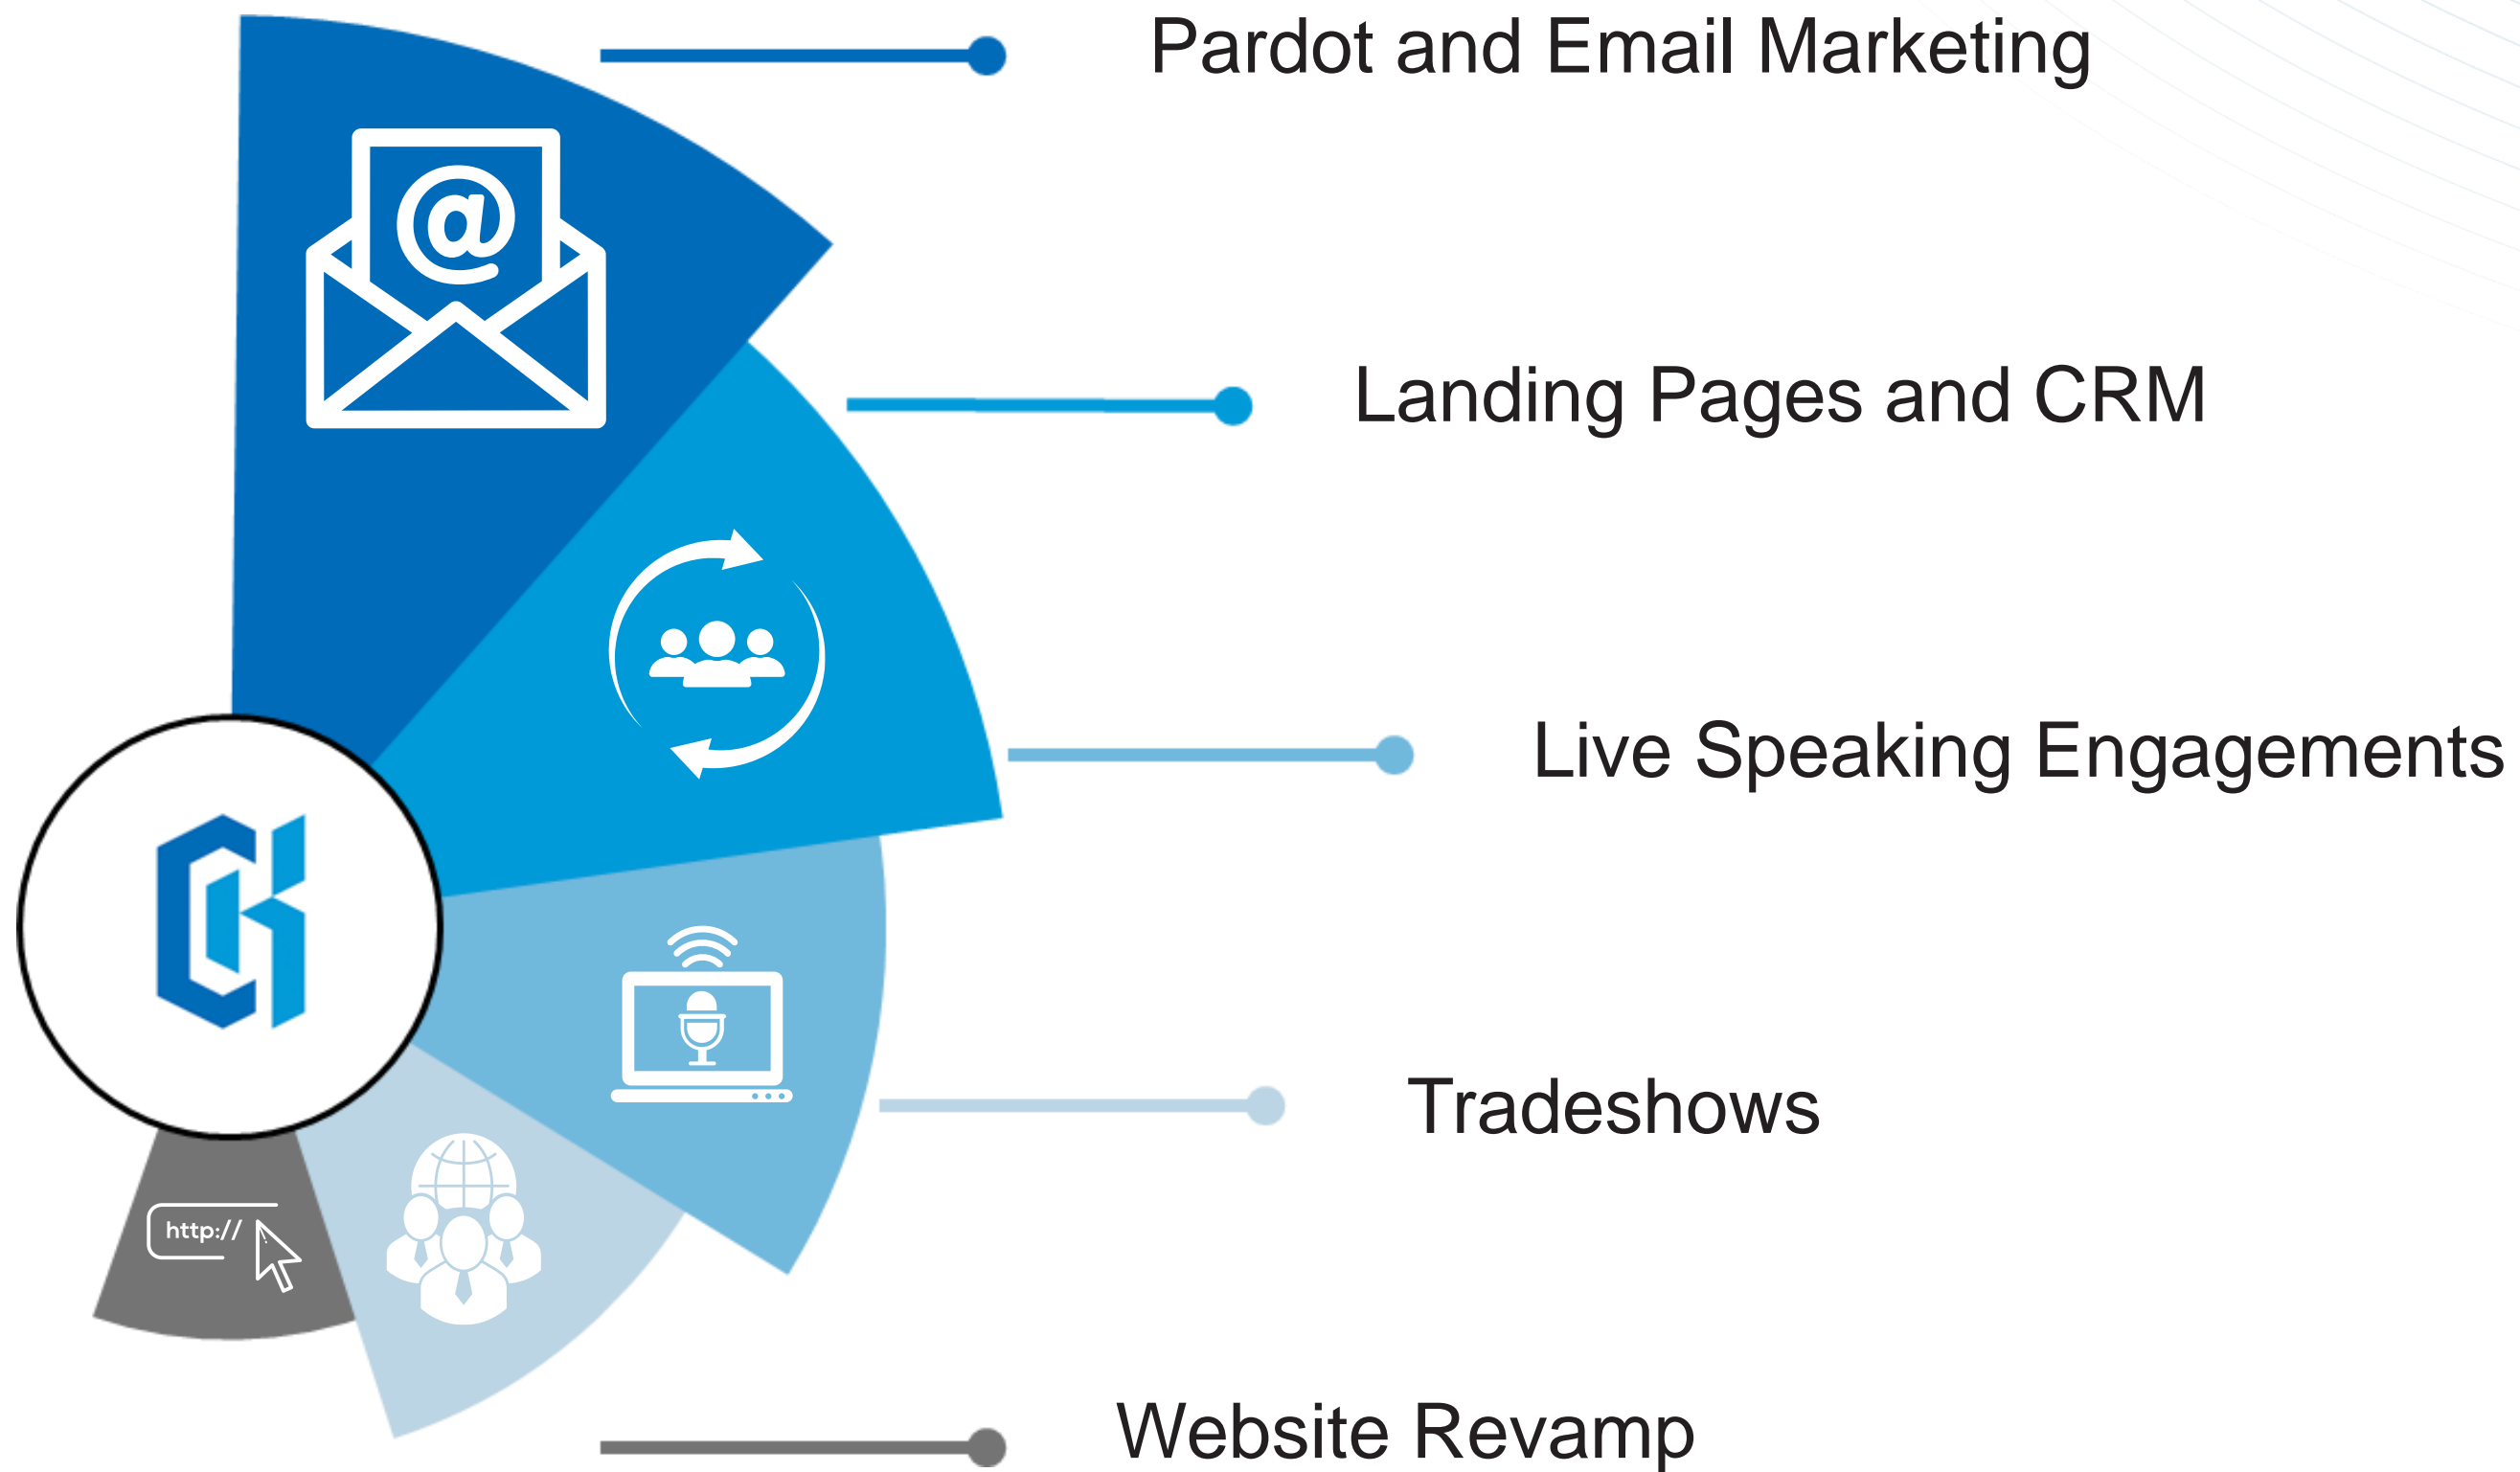 Pardot and Email Marketing
@
Landing Pages and CRM
Live Speaking Engagements
Tradeshows
http://
Website Revamp